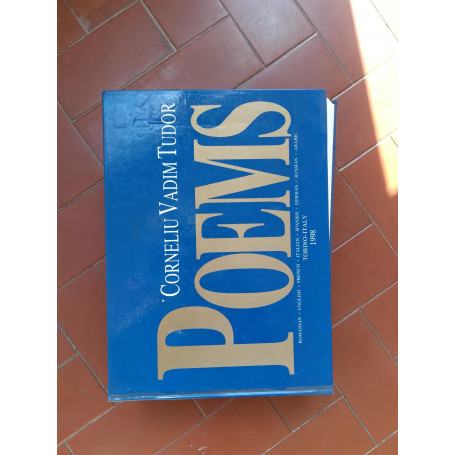 CORNELIU VADIM TUDOR
POEMS
ROMANIAN • ENGLISH • FRENCH • ITALIAN • SPANISH • GERMAN • RUSSIAN • ARABIC
TORINO-ITALY
1998